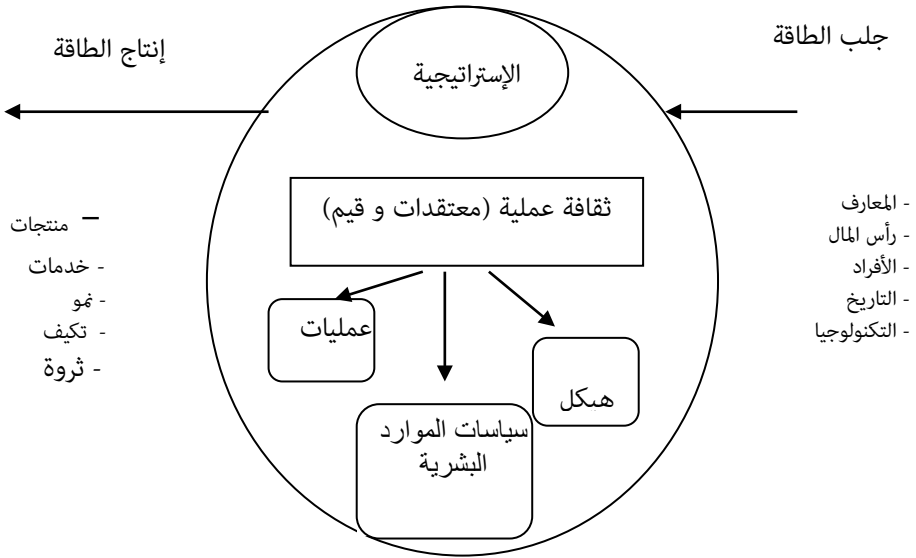 جلب الطاقة
إنتاج الطاقة
الإستراتيجية
ثقافة عملية (معتقدات و قيم)
- المعارف
- رأس المال
- الأفراد
- التاريخ
- التكنولوجيا
عمليات
هيكل
سياسات الموارد
البشرية
– منتجات
- خدمات
- نمو
- تكيف
- ثروة